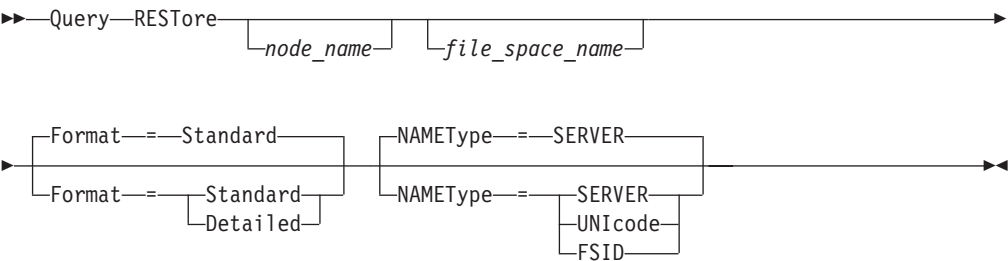 Query RESTore
node_name file_space_name
Format = Standard NAMEType = SERVER
Format = Standard NAMEType = SERVER
Detailed UNIcode
FSID